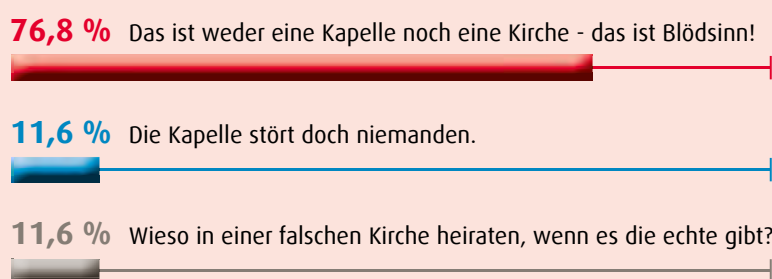 76,8 % Das ist weder eine Kapelle noch eine Kirche - das ist Blödsinn!
11,6 % Die Kapelle stört doch niemanden.
11,6 % Wieso in einer falschen Kirche heiraten, wenn es die echte gibt?